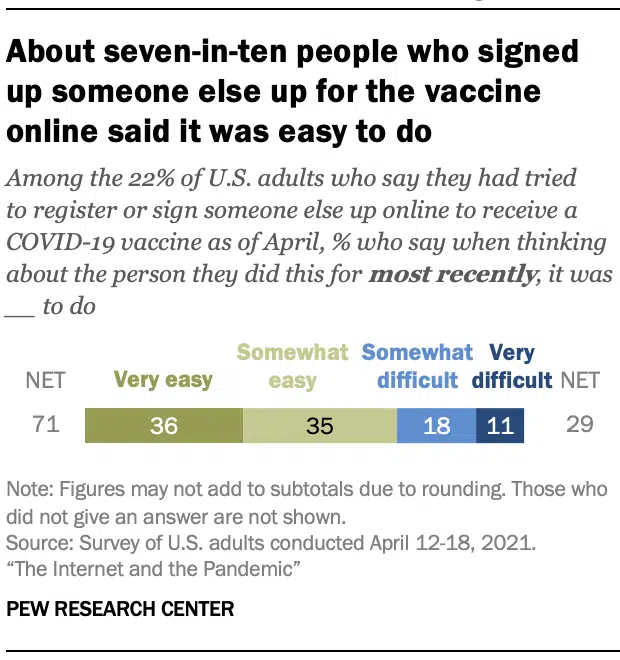 About seven-in-ten people who signed
up someone else up for the vaccine
online said it was easy to do
Among the 22% of U.S. adults who say they had tried
to register or sign someone else up online to receive a
COVID-19 vaccine as of April, % who say when thinking
about the person they did this for most recently, it was
__ to do
NET Very easy Somewhat easy Somewhat difficult Very difficult NET
71 36 35 18 11 29
Note: Figures may not add to subtotals due to rounding. Those who
did not give an answer are not shown.
Source: Survey of U.S. adults conducted April 12-18, 2021.
“The Internet and the Pandemic”
PEW RESEARCH CENTER